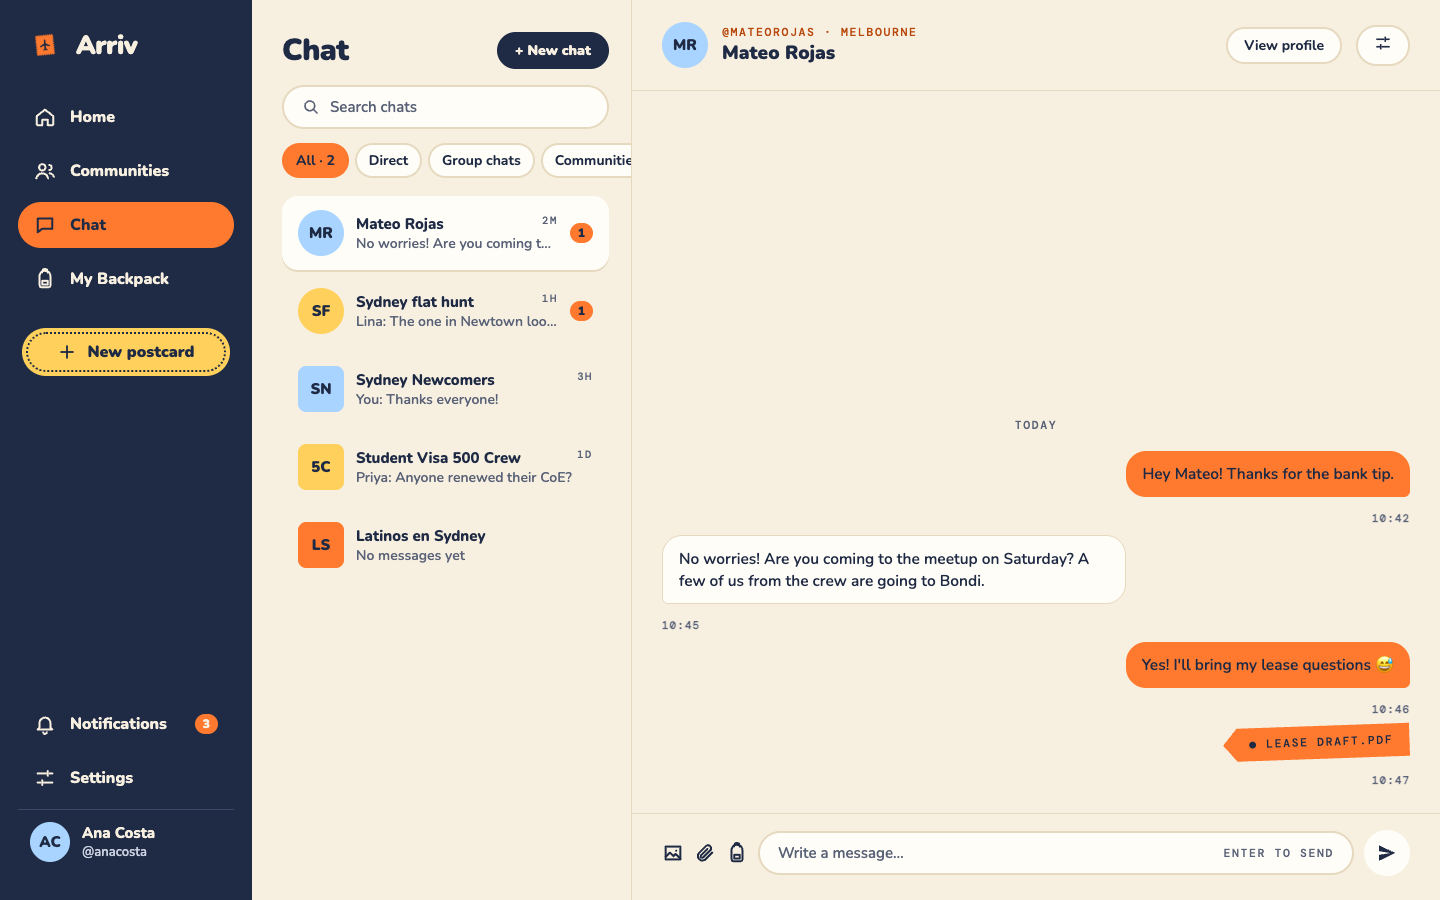 Arriv
Home
Communities
Chat
My Backpack
+ New postcard
Notifications 3
Settings
AC Ana Costa
@anacosta
Chat
+ New chat
Search chats
All · 2 Direct Group chats Communitie
MR Mateo Rojas 2M
No worries! Are you coming t... 1
SF Sydney flat hunt 1H
Lina: The one in Newtown loo... 1
SN Sydney Newcomers 3H
You: Thanks everyone!
5C Student Visa 500 Crew 1D
Priya: Anyone renewed their CoE?
LS Latinos en Sydney
No messages yet
MR @MATEOROJAS · MELBOURNE
Mateo Rojas
View profile
TODAY
Hey Mateo! Thanks for the bank tip.
10:42
No worries! Are you coming to the meetup on Saturday? A
few of us from the crew are going to Bondi.
10:45
Yes! I'll bring my lease questions 😅
10:46
● LEASE DRAFT.PDF
10:47
Write a message... ENTER TO SEND